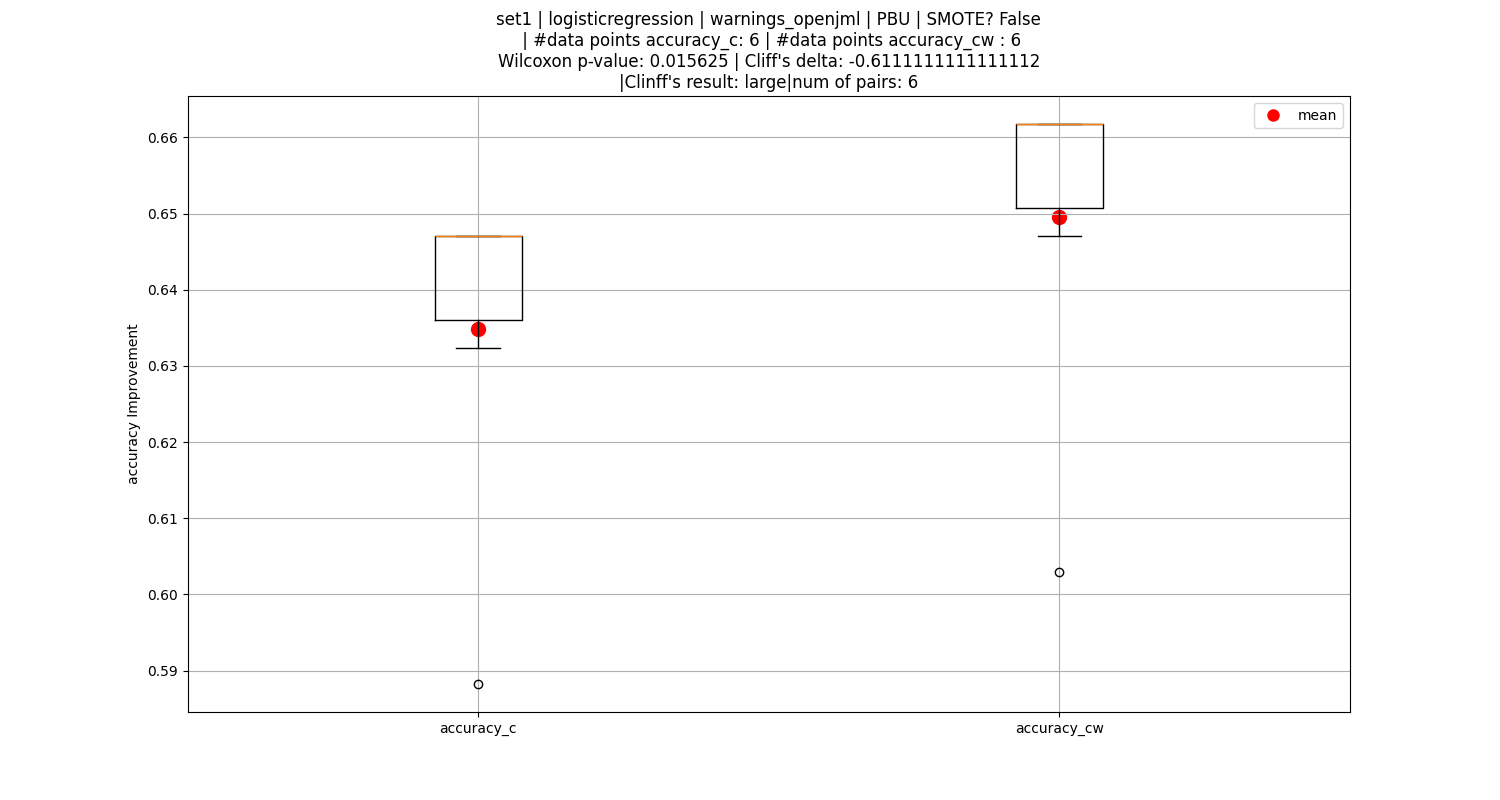 set1 | logisticregression | warnings_openjml | PBU | SMOTE? False
| #data points accuracy_c: 6 | #data points accuracy_cw : 6
Wilcoxon p-value: 0.015625 | Cliff's delta: -0.6111111111111112
|Clinff's result: large|num of pairs: 6
mean
0.66
0.65
0.64
0.63
0.62
0.61
0.60
0.59
accuracy Improvement
accuracy_c
accuracy_cw